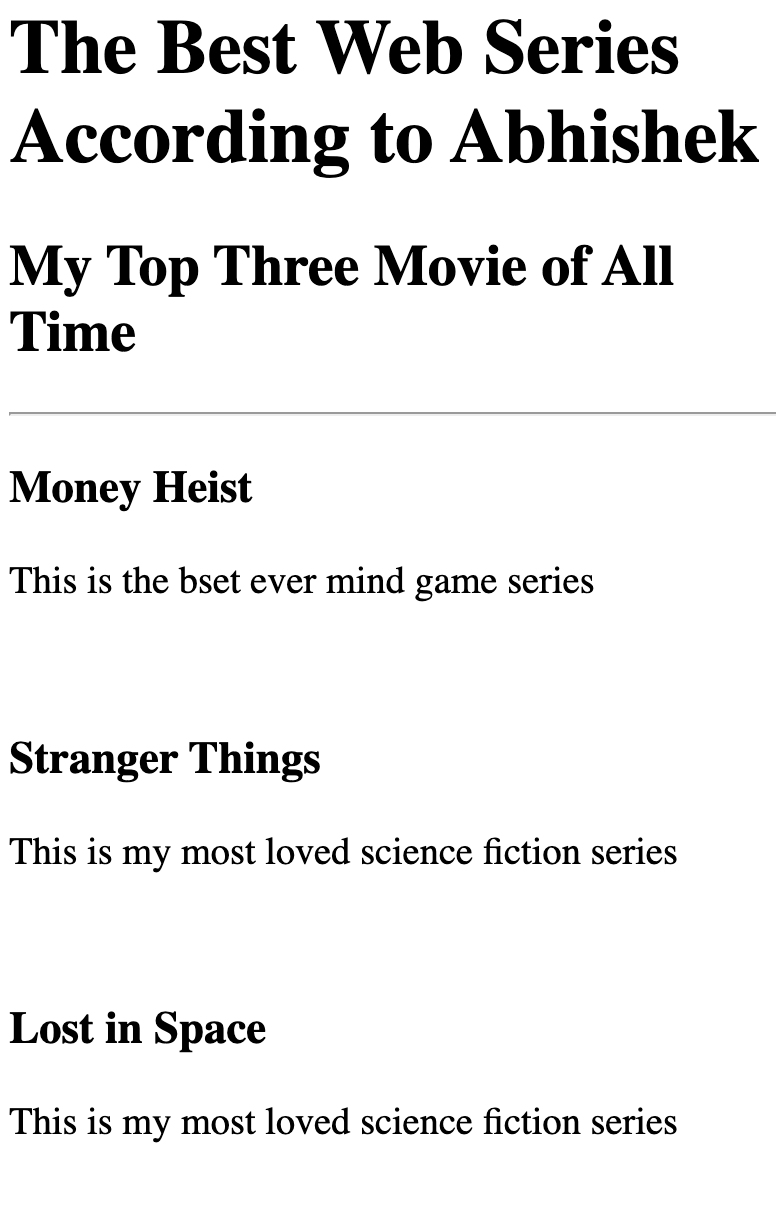 The Best Web Series
According to Abhishek
My Top Three Movie of All
Time
Money Heist
This is the bset ever mind game series
Stranger Things
This is my most loved science fiction series
Lost in Space
This is my most loved science fiction series